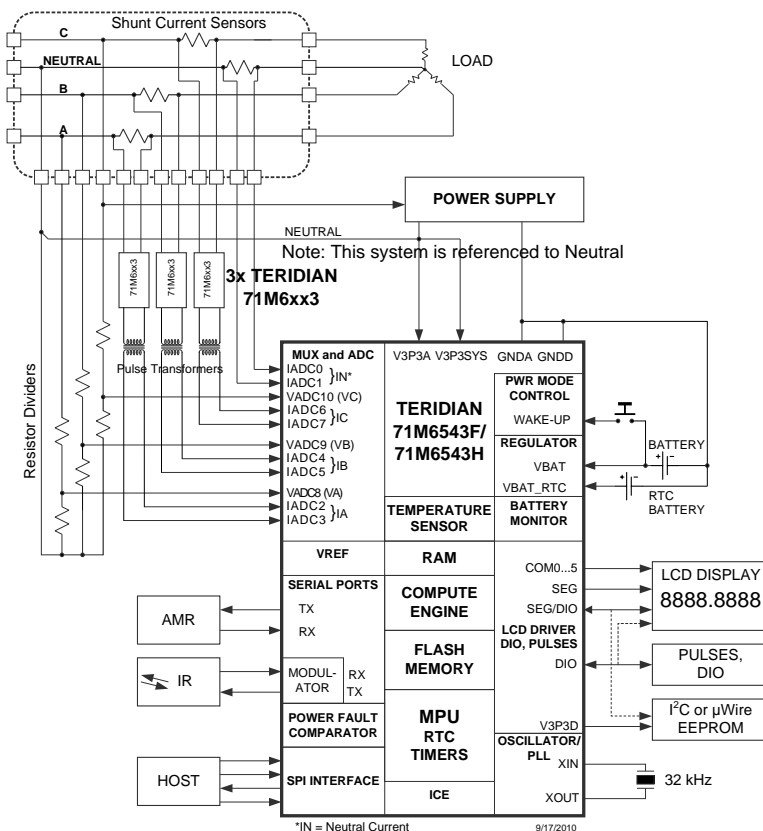 Shunt Current Sensors
C
NEUTRAL
B
A
LOAD
POWER SUPPLY
NEUTRAL
Note: This system is referenced to Neutral
71M6xx3
71M6xx3
71M6xx3
3x TERIDIAN
71M6xx3
Pulse Transformers
Resistor Dividers
MUX and ADC
IADC0
IADC1
}IN*
VADC10 (VC)
IADC6
IADC7
}IC
VADC9 (VB)
IADC4
IADC5
}IB
VADC8 (VA)
IADC2
IADC3
}IA
V3P3A
V3P3SYS
GNDA
GNDD
TERIDIAN
71M6543F/
71M6543H
PWR MODE
CONTROL
WAKE-UP
REGULATOR
VBAT
VBAT_RTC
BATTERY
MONITOR
BATTERY
+
-
+
-
RTC
BATTERY
TEMPERATURE
SENSOR
VREF
RAM
SERIAL PORTS
TX
RX
AMR
COMPUTE
ENGINE
FLASH
MEMORY
COM0...5
SEG
SEG/DIO
LCD DRIVER
DIO, PULSES
DIO
LCD DISPLAY
8888.8888
PULSES,
DIO
I2C or µWire
EEPROM
IR
MODUL-
ATOR
RX
TX
POWER FAULT
COMPARATOR
MPU
RTC
TIMERS
V3P3D
OSCILLATOR/
PLL
XIN
XOUT
32 kHz
HOST
SPI INTERFACE
ICE
*IN = Neutral Current
9/17/2010